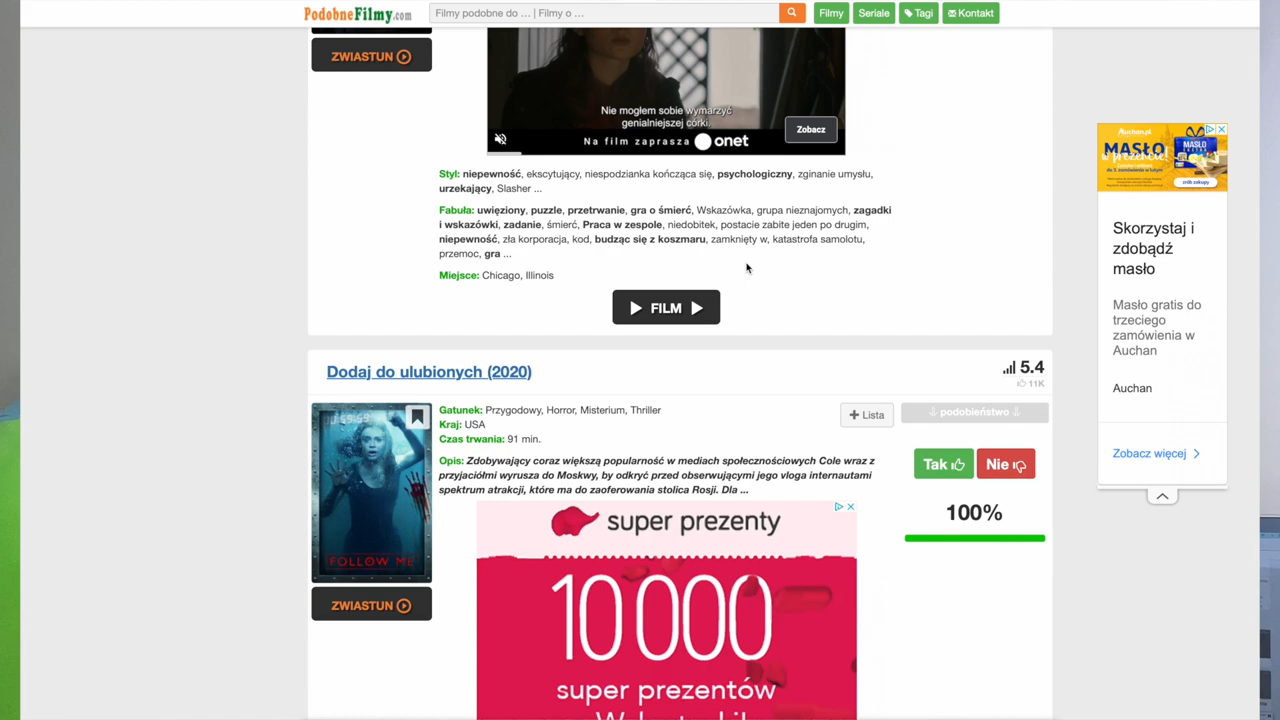 PodobneFilmy.com
Filmy podobne do ... | Filmy o ...
Filmy
Seriale
Tagi
Kontakt
ZWIASTUN
Nie mogłem sobie wymarzyć
genialniejszej córki.
Zobacz
Na film zaprasza onet
Styl: niepewność, ekscytujący, niespodzianka kończąca się, psychologiczny, zginanie umysłu,
urzekający, Slasher ...
Fabuła: uwięziony, puzzle, przetrwanie, gra o śmierć, Wskazówka, grupa nieznajomych, zagadki
i wskazówki, zadanie, śmierć, Praca w zespole, niedobitek, postacie zabite jeden po drugim,
niepewność, zła korporacja, kod, budząc się z koszmaru, zamknięty w, katastrofa samolotu,
przemoc, gra ...
Miejsce: Chicago, Illinois
FILM
Dodaj do ulubionych (2020)
5.4
11K
Gatunek: Przygodowy, Horror, Misterium, Thriller
Kraj: USA
Czas trwania: 91 min.
Lista
podobieństwo
Opis: Zdobywający coraz większą popularność w mediach społecznościowych Cole wraz z
przyjaciółmi wyrusza do Moskwy, by odkryć przed obserwującymi jego vloga internautami
spektrum atrakcji, które ma do zaoferowania stolica Rosji. Dla ...
Tak
Nie
100%
FOLLOW ME
ZWIASTUN
super prezenty
10 000
super prezentów
Auchan.pl
MASŁO
w prezencie!
Skorzystaj i
zdobądź
masło
Masło gratis do
trzeciego
zamówienia w
Auchan
Auchan
Zobacz więcej